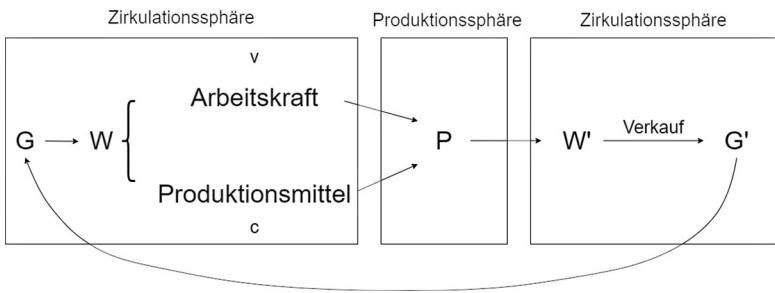 Zirkulationssphäre
Produktionssphäre
Zirkulationssphäre
v
Arbeitskraft
G
W
P
W'
Verkauf
G'
Produktionsmittel
c